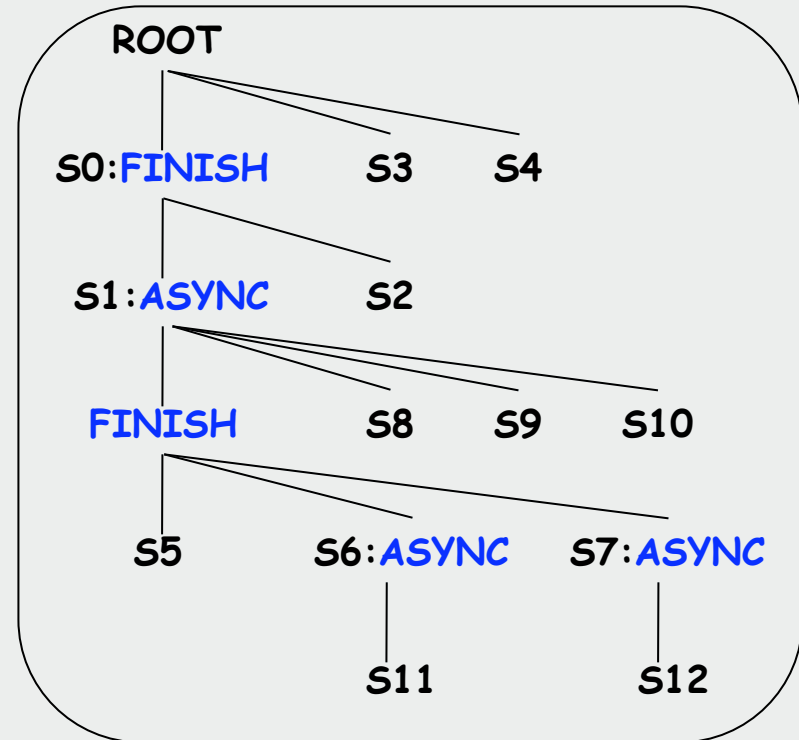 ROOT
S0:FINISH S3 S4
S1:ASYNC S2
FINISH S8 S9 S10
S5 S6:ASYNC S7:ASYNC
S11 S12